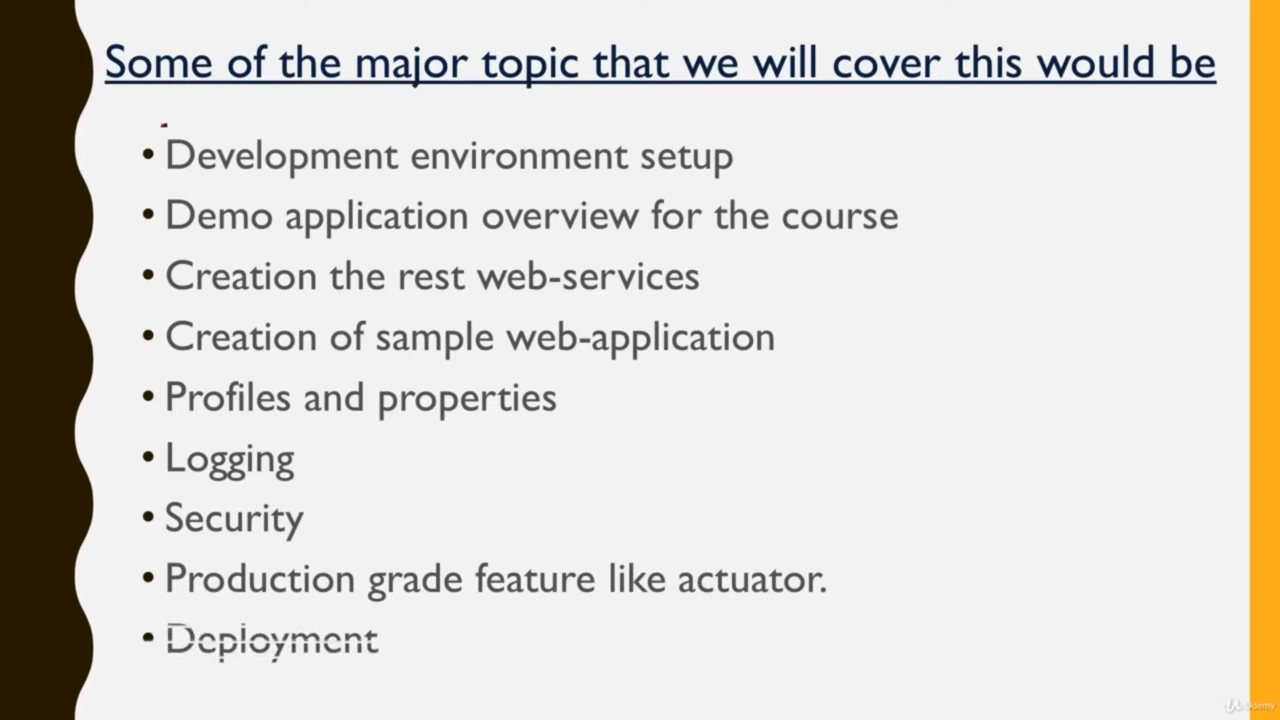 Some of the major topic that we will cover this would be
• Development environment setup
• Demo application overview for the course
• Creation the rest web-services
• Creation of sample web-application
• Profiles and properties
• Logging
• Security
• Production grade feature like actuator.
• Deployment
Udemy